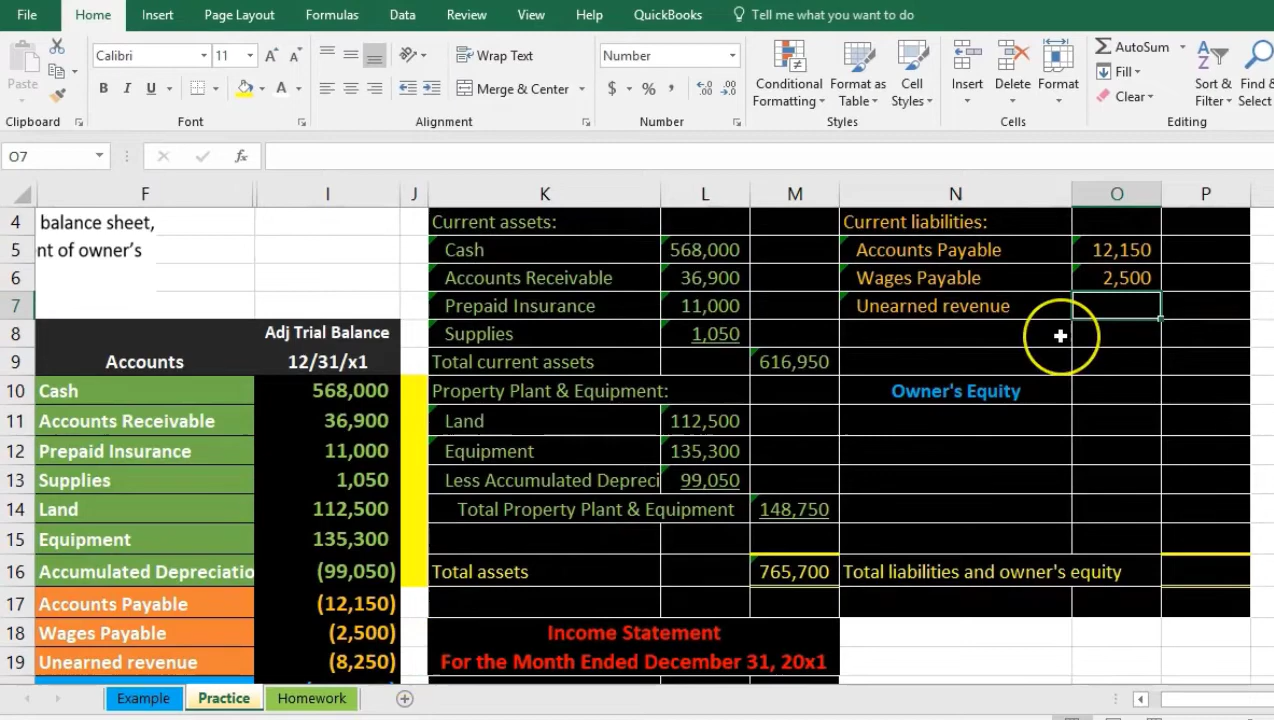 File Home Insert Page Layout Formulas Data Review View Help QuickBooks Tell me what you want to do
Calibri 11 A A Wrap Text Number AutoSum
Paste B I U A Merge & Center $ % , Conditional Formatting Format as Table Cell Styles Insert Delete Format Fill Sort & Filter Find & Select
Clear
Clipboard Font Alignment Number Styles Cells Editing
O7 fx
F I J K L M N O P
4 balance sheet, Current assets: Current liabilities:
5 nt of owner's Cash 568,000 Accounts Payable 12,150
6 Accounts Receivable 36,900 Wages Payable 2,500
7 Prepaid Insurance 11,000 Unearned revenue
8 Adj Trial Balance Supplies 1,050
9 Accounts 12/31/x1 Total current assets 616,950
10 Cash 568,000 Property Plant & Equipment: Owner's Equity
11 Accounts Receivable 36,900 Land 112,500
12 Prepaid Insurance 11,000 Equipment 135,300
13 Supplies 1,050 Less Accumulated Depreci 99,050
14 Land 112,500 Total Property Plant & Equipment 148,750
15 Equipment 135,300
16 Accumulated Depreciatio (99,050) Total assets 765,700 Total liabilities and owner's equity
17 Accounts Payable (12,150)
18 Wages Payable (2,500) Income Statement
19 Unearned revenue (8,250) For the Month Ended December 31, 20x1
Example Practice Homework